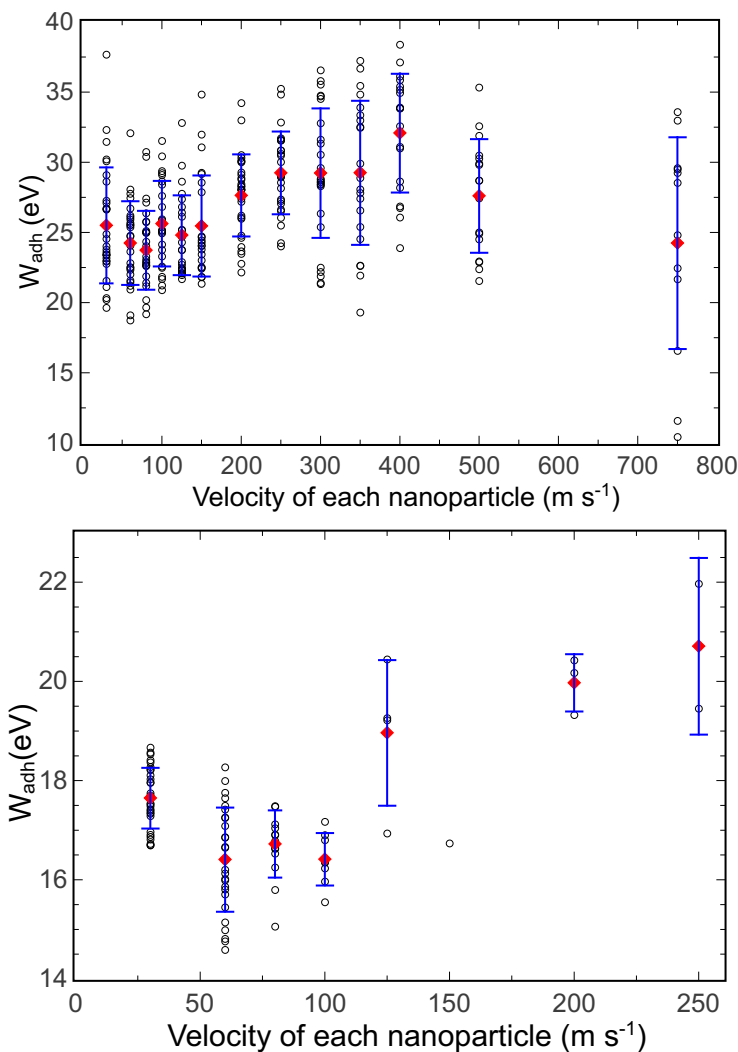 40
35
30
25
20
15
10
W_adh (eV)
0 100 200 300 400 500 600 700 800
Velocity of each nanoparticle (m s⁻¹)
22
20
18
16
14
W_adh(eV)
0 50 100 150 200 250
Velocity of each nanoparticle (m s⁻¹)